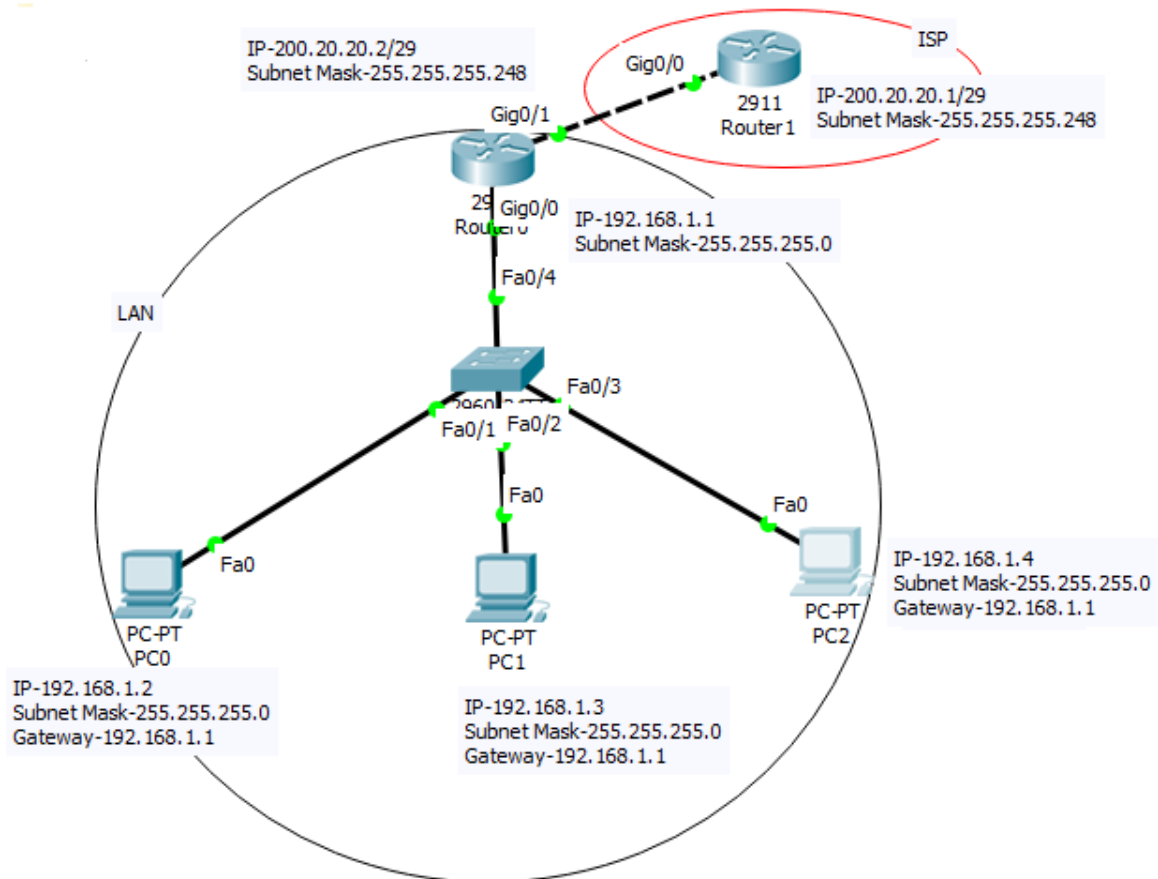 IP-200.20.20.2/29
Subnet Mask-255.255.255.248
ISP
Gig0/0
2911
Router1
IP-200.20.20.1/29
Subnet Mask-255.255.255.248
Gig0/1
29
Gig0/0
Router0
IP-192.168.1.1
Subnet Mask-255.255.255.0
Fa0/4
LAN
Fa0/3
Fa0/1
Fa0/2
Fa0
Fa0
Fa0
PC-PT
PC0
IP-192.168.1.2
Subnet Mask-255.255.255.0
Gateway-192.168.1.1
PC-PT
PC1
IP-192.168.1.3
Subnet Mask-255.255.255.0
Gateway-192.168.1.1
PC-PT
PC2
IP-192.168.1.4
Subnet Mask-255.255.255.0
Gateway-192.168.1.1